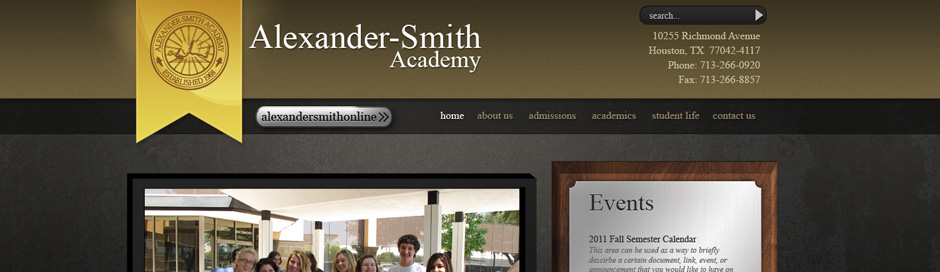 ALEXANDER-SMITH ACADEMY
ESTABLISHED 1968
Alexander-Smith
Academy
search...
10255 Richmond Avenue
Houston, TX 77042-4117
Phone: 713-266-0920
Fax: 713-266-8857
alexandersmithonline
home about us admissions academics student life contact us
Events
2011 Fall Semester Calendar
This area can be used as a way to briefly
descirbe a certain document, link, event, or
announcement that you would like to have on